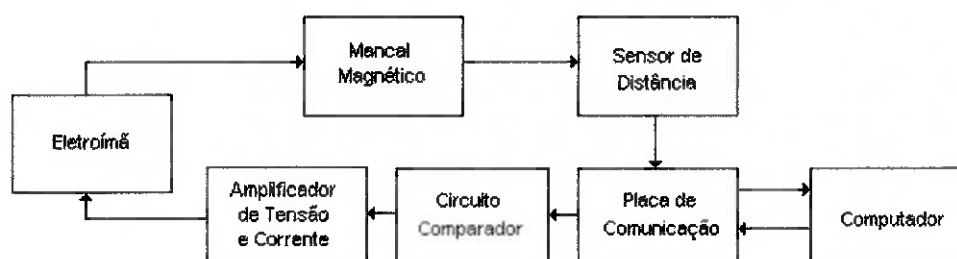 Mancal
Magnético
Sensor de
Distância
Eletroímã
Amplificador
de Tensão
e Corrente
Circuito
Comparador
Placa de
Comunicação
Computador